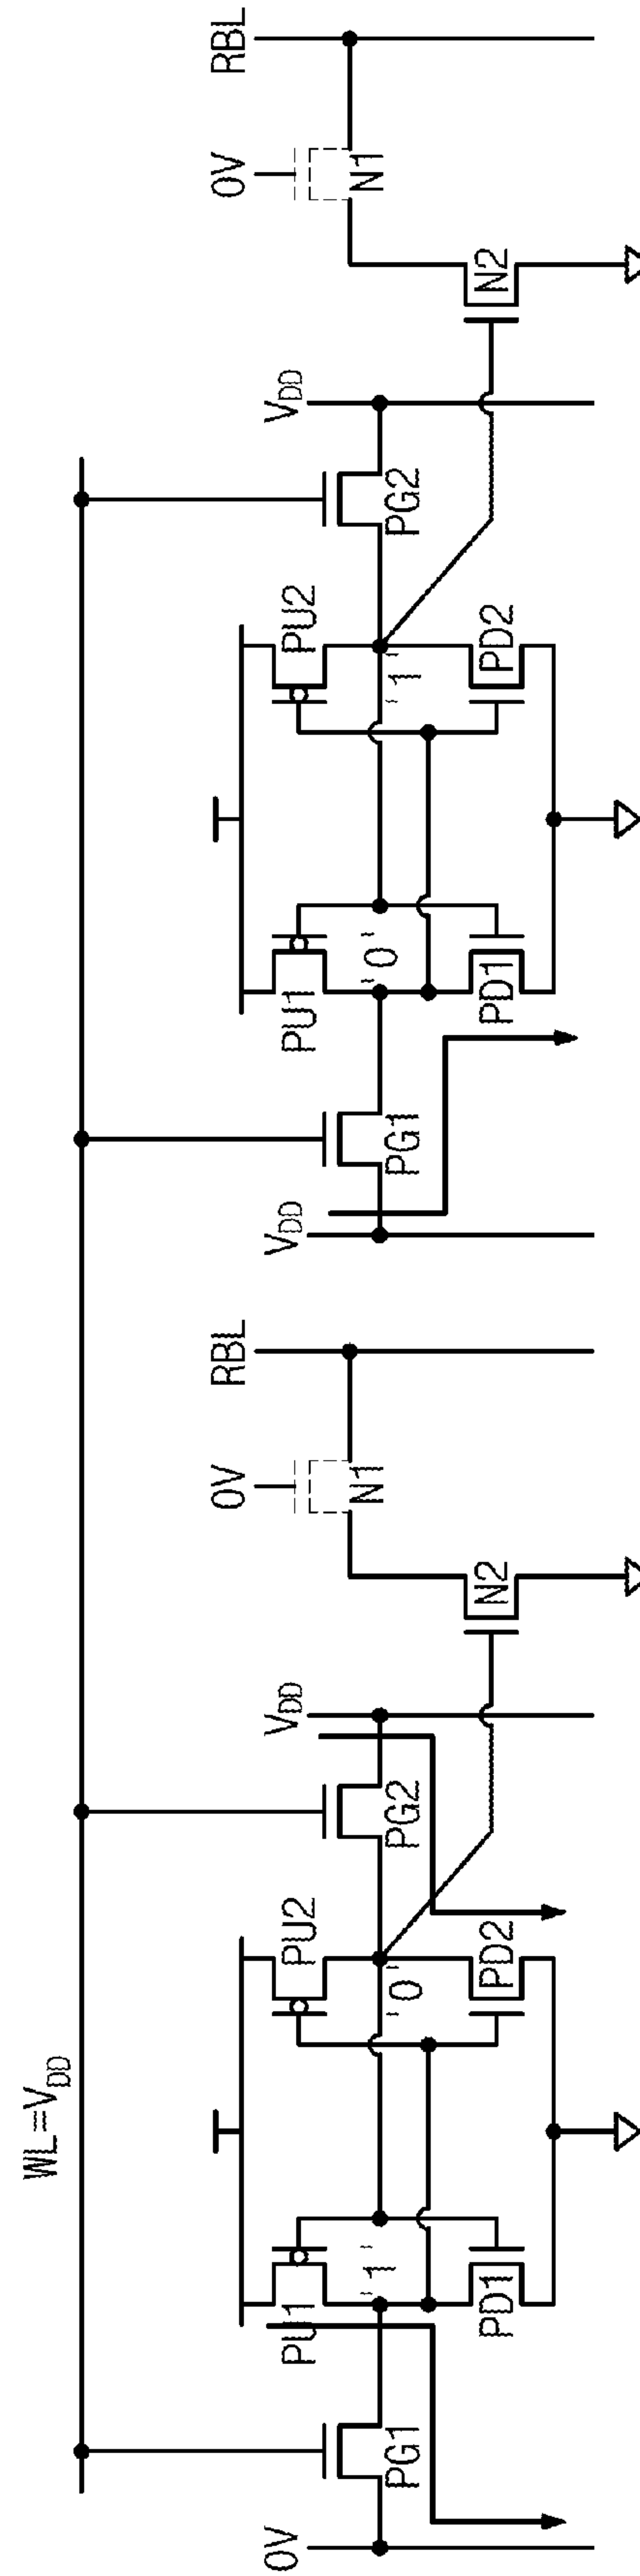 WL=VDD
0V
PG1
PU1
'1'
PD1
PU2
'0'
PD2
PG2
VDD
N2
0V
N1
RBL
VDD
PG1
PU1
'0'
PD1
PU2
'1'
PD2
PG2
VDD
N2
0V
N1
RBL